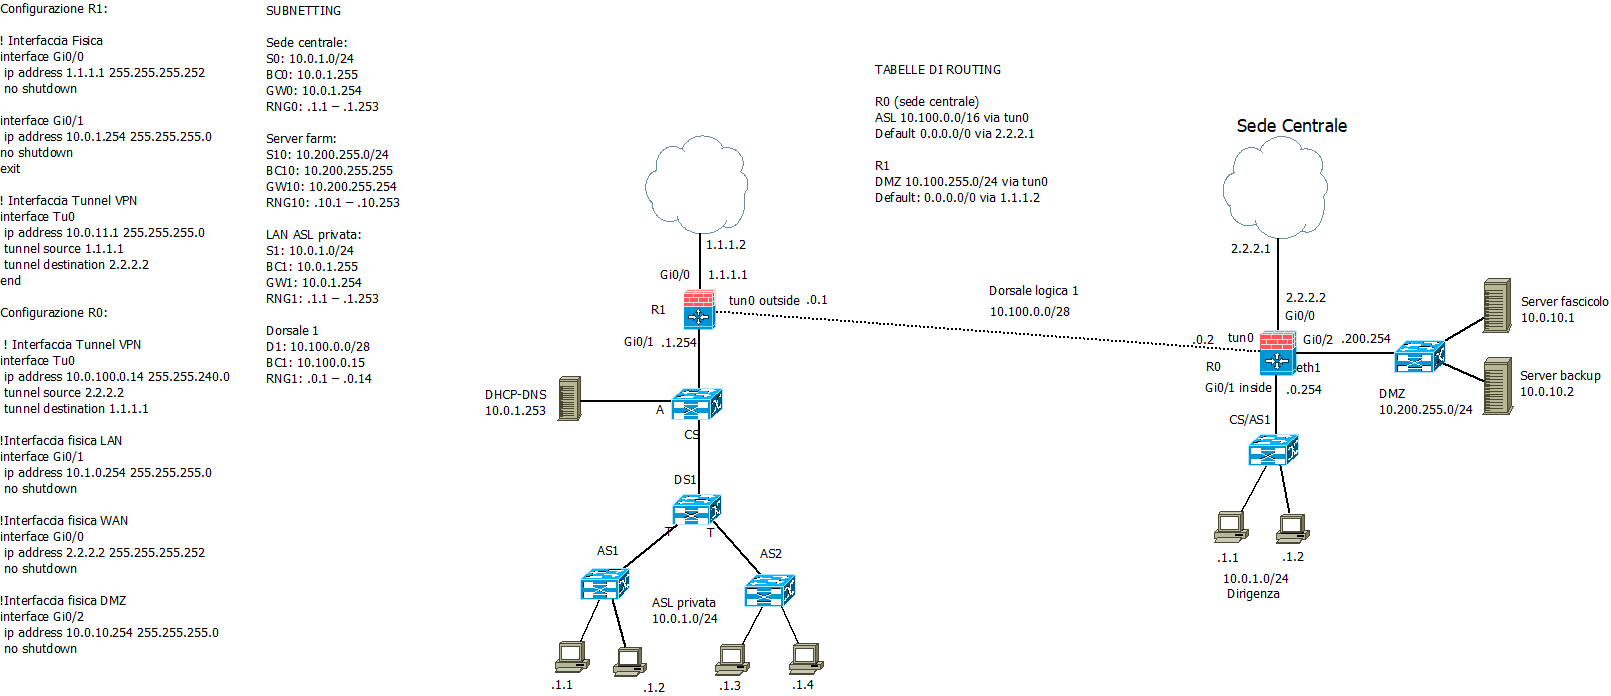 Configurazione R1:
! Interfaccia Fisica
interface Gi0/0
ip address 1.1.1.1 255.255.255.252
no shutdown
interface Gi0/1
ip address 10.0.1.254 255.255.255.0
no shutdown
exit
! Interfaccia Tunnel VPN
interface Tu0
ip address 10.0.11.1 255.255.255.0
tunnel source 1.1.1.1
tunnel destination 2.2.2.2
end
Configurazione R0:
! Interfaccia Tunnel VPN
interface Tu0
ip address 10.0.100.0.14 255.255.240.0
tunnel source 2.2.2.2
tunnel destination 1.1.1.1
!Interfaccia fisica LAN
interface Gi0/1
ip address 10.1.0.254 255.255.255.0
no shutdown
!Interfaccia fisica WAN
interface Gi0/0
ip address 2.2.2.2 255.255.255.252
no shutdown
!Interfaccia fisica DMZ
interface Gi0/2
ip address 10.0.10.254 255.255.255.0
no shutdown
SUBNETTING
Sede centrale:
S0: 10.0.1.0/24
BC0: 10.0.1.255
GW0: 10.0.1.254
RNG0: .1.1 – .1.253
Server farm:
S10: 10.200.255.0/24
BC10: 10.200.255.255
GW10: 10.200.255.254
RNG10: .10.1 – .10.253
LAN ASL privata:
S1: 10.0.1.0/24
BC1: 10.0.1.255
GW1: 10.0.1.254
RNG1: .1.1 – .1.253
Dorsale 1
D1: 10.100.0.0/28
BC1: 10.100.0.15
RNG1: .0.1 – .0.14
TABELLE DI ROUTING
R0 (sede centrale)
ASL 10.100.0.0/16 via tun0
Default 0.0.0.0/0 via 2.2.2.1
R1
DMZ 10.100.255.0/24 via tun0
Default: 0.0.0.0/0 via 1.1.1.2
1.1.1.2
Gi0/0 1.1.1.1
R1
tun0 outside .0.1
Gi0/1 .1.254
DHCP-DNS
10.0.1.253
A
CS
DS1
T T
AS1
AS2
ASL privata
10.0.1.0/24
.1.1
.1.2
.1.3
.1.4
Dorsale logica 1
10.100.0.0/28
Sede Centrale
2.2.2.1
2.2.2.2
Gi0/0
.0.2 tun0
Gi0/2 .200.254
R0
eth1
Gi0/1 inside .0.254
CS/AS1
DMZ
10.200.255.0/24
Server fascicolo
10.0.10.1
Server backup
10.0.10.2
.1.1
.1.2
10.0.1.0/24
Dirigenza